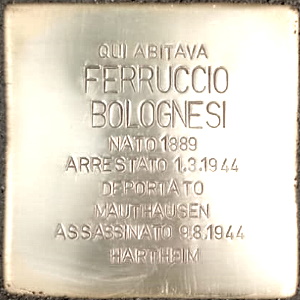 QUI ABITAVA
FERRUCCIO
BOLOGNESI
NATO 1889
ARRESTATO 1.3.1944
DEPORTATO
MAUTHAUSEN
ASSASSINATO 9.8.1944
HARTHEIM